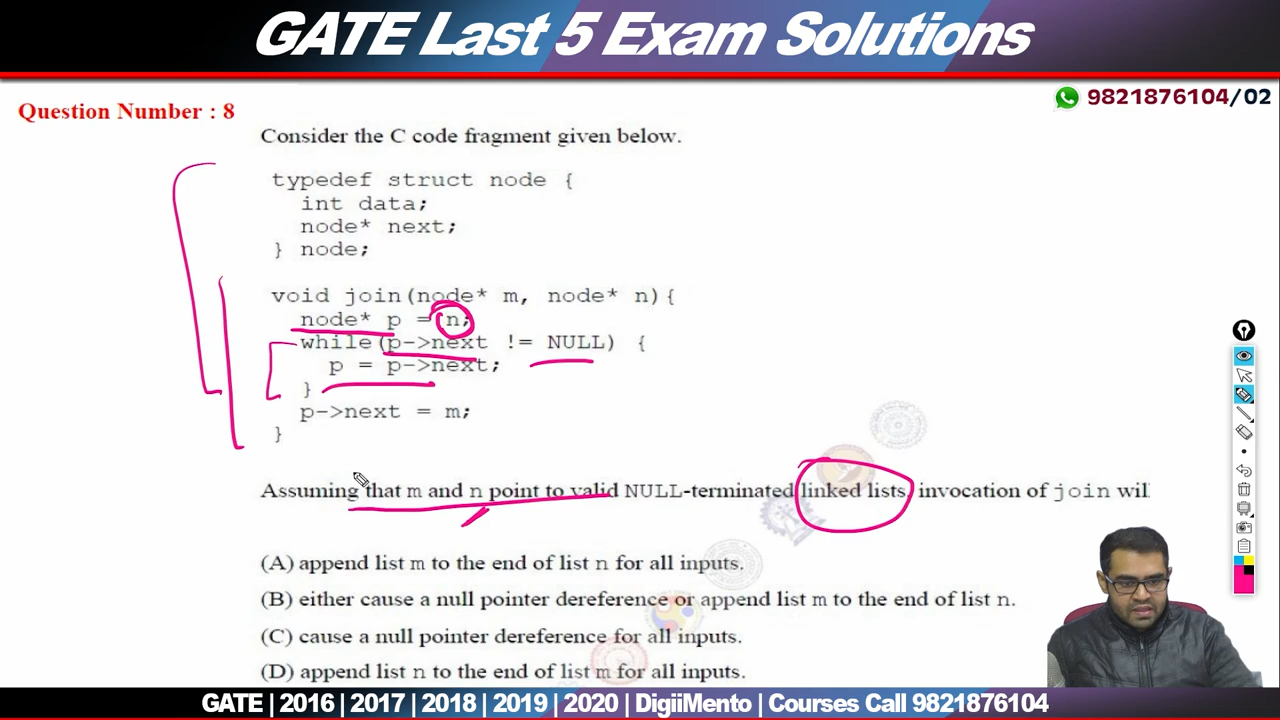 GATE Last 5 Exam Solutions
9821876104/02
Question Number : 8
Consider the C code fragment given below.
typedef struct node {
int data;
node* next;
} node;
void join(node* m, node* n){
node* p = n;
while(p->next != NULL) {
p = p->next;
}
p->next = m;
}
Assuming that m and n point to valid NULL-terminated linked lists, invocation of join wil
(A) append list m to the end of list n for all inputs.
(B) either cause a null pointer dereference or append list m to the end of list n.
(C) cause a null pointer dereference for all inputs.
(D) append list n to the end of list m for all inputs.
GATE | 2016 | 2017 | 2018 | 2019 | 2020 | DigiiMento | Courses Call 9821876104